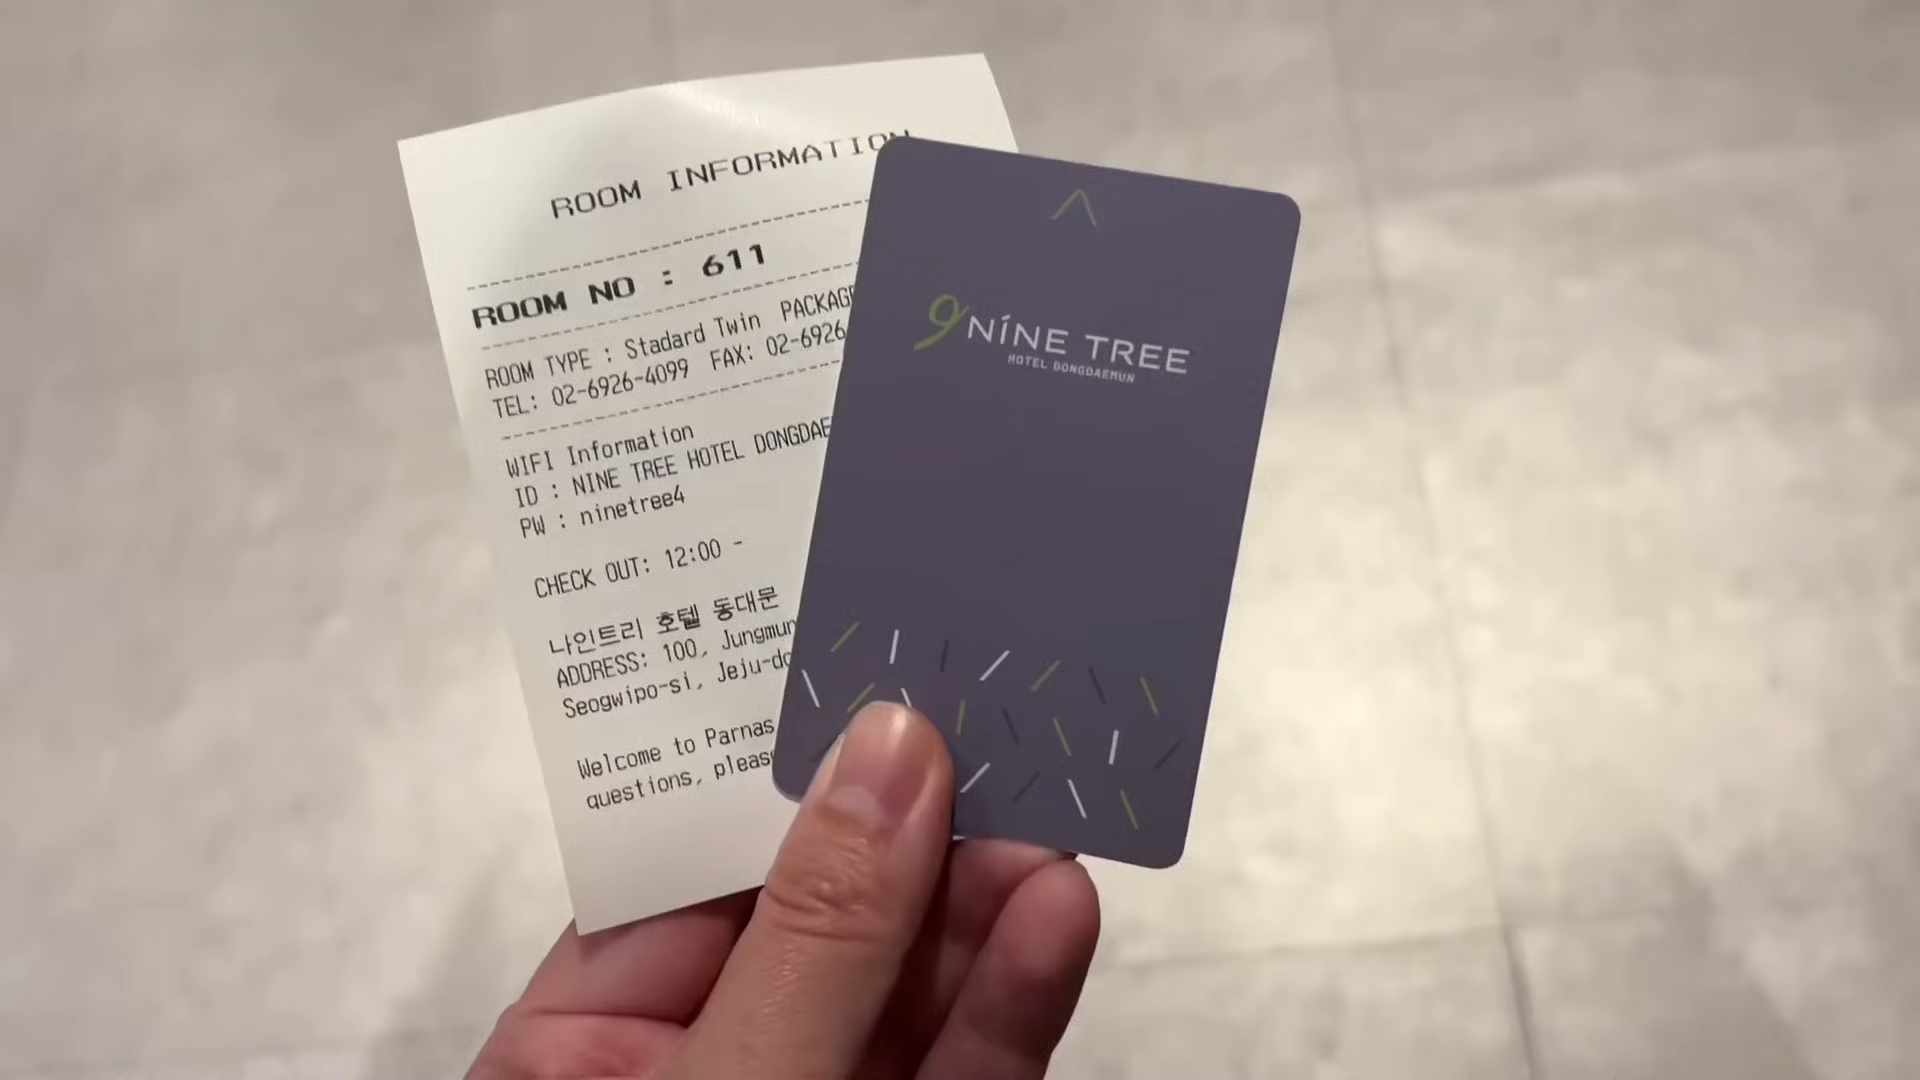 ROOM INFORMATION
ROOM NO : 611
ROOM TYPE : Stadard Twin PACKAGE
TEL: 02-6926-4099 FAX: 02-6926
WIFI Information
ID : NINE TREE HOTEL DONGDAE
PW : ninetree4
CHECK OUT: 12:00 -
나인트리 호텔 동대문
ADDRESS: 100, Jungmun
Seogwipo-si, Jeju-do
Welcome to Parnas
questions, please
9 NíNE TREE
HOTEL DONGDAEMUN